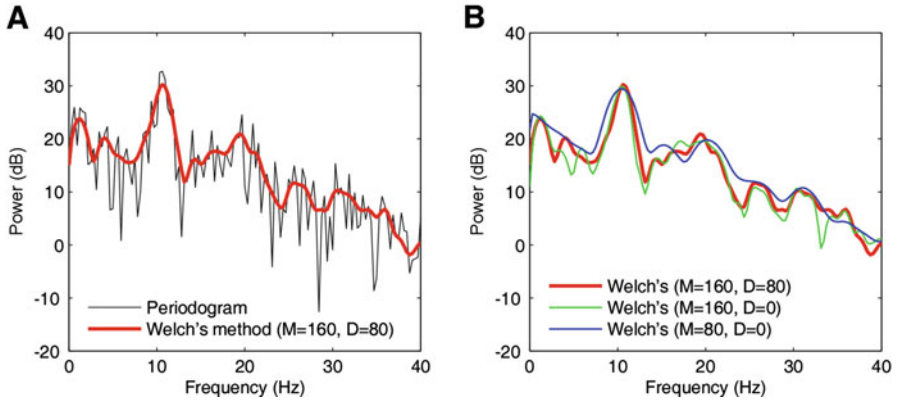 A
40
30
20
10
0
-10
-20
Power (dB)
Periodogram
Welch's method (M=160, D=80)
0 10 20 30 40
Frequency (Hz)
B
40
30
20
10
0
-10
-20
Power (dB)
Welch's (M=160, D=80)
Welch's (M=160, D=0)
Welch's (M=80, D=0)
0 10 20 30 40
Frequency (Hz)